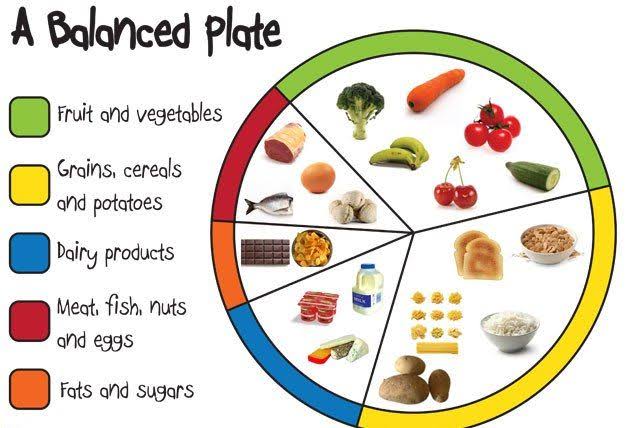 A Balanced Plate
Fruit and vegetables
Grains, cereals
and potatoes
Dairy products
Meat, fish, nuts
and eggs
Fats and sugars
MILK